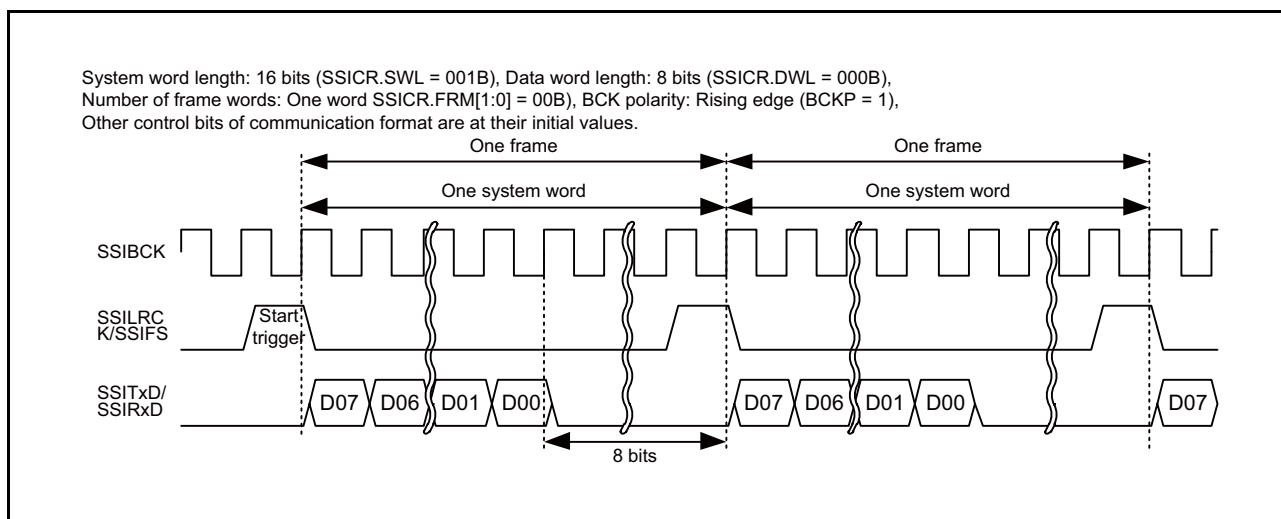 System word length: 16 bits (SSICR.SWL = 001B), Data word length: 8 bits (SSICR.DWL = 000B),
Number of frame words: One word SSICR.FRM[1:0] = 00B), BCK polarity: Rising edge (BCKP = 1),
Other control bits of communication format are at their initial values.
One frame One frame
One system word One system word
SSIBCK
SSILRC
K/SSIFS
Start
trigger
SSITxD/
SSIRxD
D07 D06 D01 D00 D07 D06 D01 D00 D07
8 bits